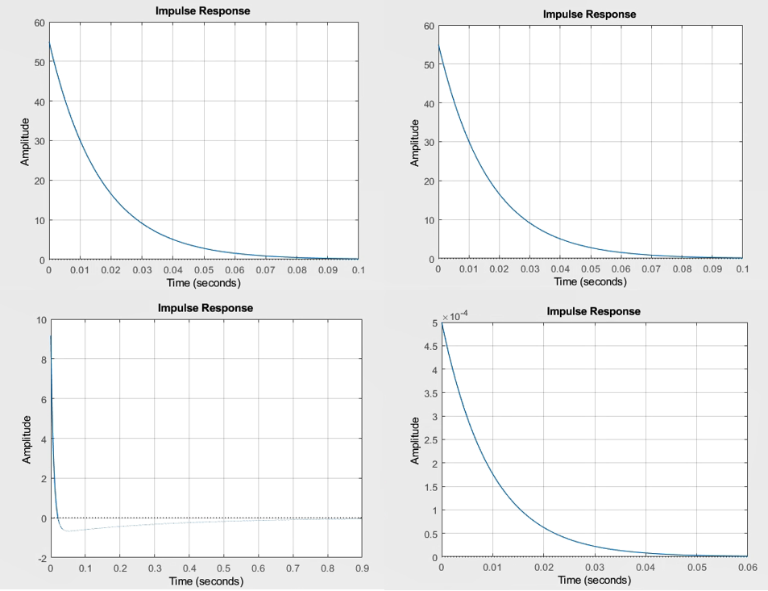 Impulse Response
60
50
40
30
20
10
0
Amplitude
0 0.01 0.02 0.03 0.04 0.05 0.06 0.07 0.08 0.09 0.1
Time (seconds)
Impulse Response
60
50
40
30
20
10
0
Amplitude
0 0.01 0.02 0.03 0.04 0.05 0.06 0.07 0.08 0.09 0.1
Time (seconds)
Impulse Response
10
8
6
4
2
0
-2
Amplitude
0 0.1 0.2 0.3 0.4 0.5 0.6 0.7 0.8 0.9
Time (seconds)
Impulse Response
×10⁻⁴
5
4.5
4
3.5
3
2.5
2
1.5
1
0.5
0
Amplitude
0 0.01 0.02 0.03 0.04 0.05 0.06
Time (seconds)